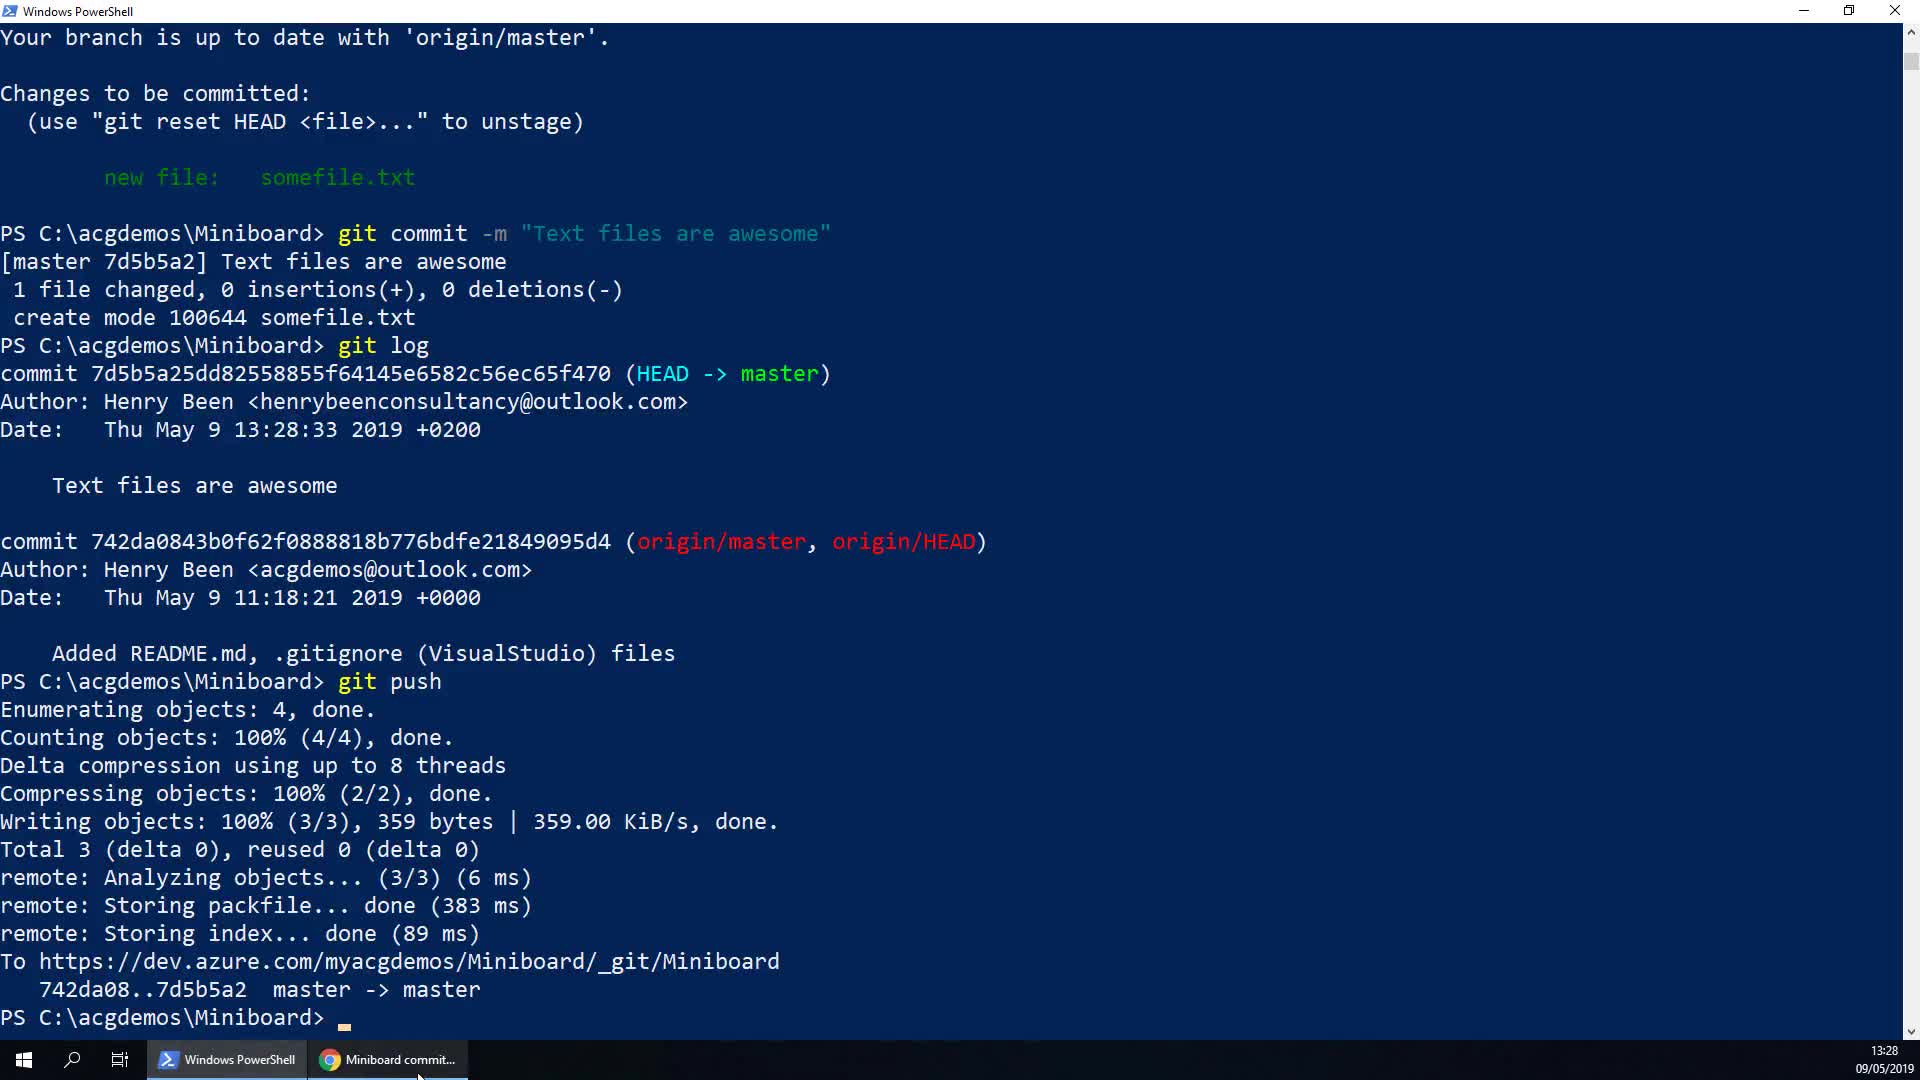 Windows PowerShell
Your branch is up to date with 'origin/master'.
Changes to be committed:
(use "git reset HEAD <file>..." to unstage)
new file:   somefile.txt
PS C:\acgdemos\Miniboard> git commit -m "Text files are awesome"
[master 7d5b5a2] Text files are awesome
1 file changed, 0 insertions(+), 0 deletions(-)
create mode 100644 somefile.txt
PS C:\acgdemos\Miniboard> git log
commit 7d5b5a25dd82558855f64145e6582c56ec65f470 (HEAD -> master)
Author: Henry Been <henrybeenconsultancy@outlook.com>
Date:   Thu May 9 13:28:33 2019 +0200
Text files are awesome
commit 742da0843b0f62f0888818b776bdfe21849095d4 (origin/master, origin/HEAD)
Author: Henry Been <acgdemos@outlook.com>
Date:   Thu May 9 11:18:21 2019 +0000
Added README.md, .gitignore (VisualStudio) files
PS C:\acgdemos\Miniboard> git push
Enumerating objects: 4, done.
Counting objects: 100% (4/4), done.
Delta compression using up to 8 threads
Compressing objects: 100% (2/2), done.
Writing objects: 100% (3/3), 359 bytes | 359.00 KiB/s, done.
Total 3 (delta 0), reused 0 (delta 0)
remote: Analyzing objects... (3/3) (6 ms)
remote: Storing packfile... done (383 ms)
remote: Storing index... done (89 ms)
To https://dev.azure.com/myacgdemos/Miniboard/_git/Miniboard
742da08..7d5b5a2  master -> master
PS C:\acgdemos\Miniboard>
Windows PowerShell
Miniboard commit...
13:28
09/05/2019